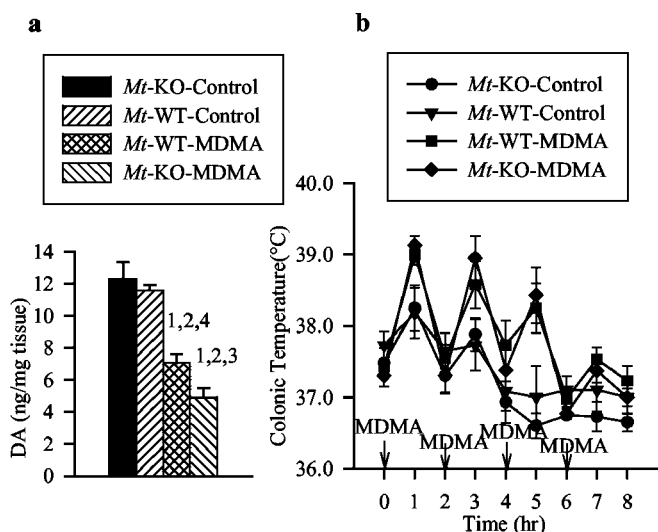 a
Mt-KO-Control
Mt-WT-Control
Mt-WT-MDMA
Mt-KO-MDMA
14
12
10
8
6
4
2
0
DA (ng/mg tissue)
1,2,4
1,2,3
b
Mt-KO-Control
Mt-WT-Control
Mt-WT-MDMA
Mt-KO-MDMA
40.0
39.0
38.0
37.0
36.0
Colonic Temperature(°C)
MDMA
MDMA
MDMA
MDMA
0 1 2 3 4 5 6 7 8
Time (hr)